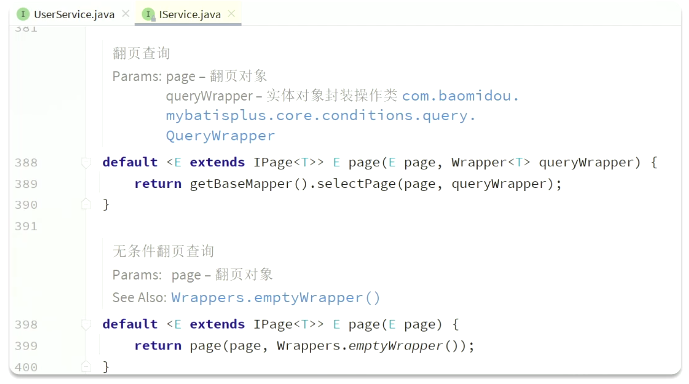 UserService.java IService.java
381
翻页查询
Params: page – 翻页对象
queryWrapper – 实体对象封装操作类 com.baomidou.
mybatisplus.core.conditions.query.
QueryWrapper
388 default <E extends IPage<T>> E page(E page, Wrapper<T> queryWrapper) {
389 return getBaseMapper().selectPage(page, queryWrapper);
390 }
391
无条件翻页查询
Params: page – 翻页对象
See Also: Wrappers.emptyWrapper()
398 default <E extends IPage<T>> E page(E page) {
399 return page(page, Wrappers.emptyWrapper());
400 }